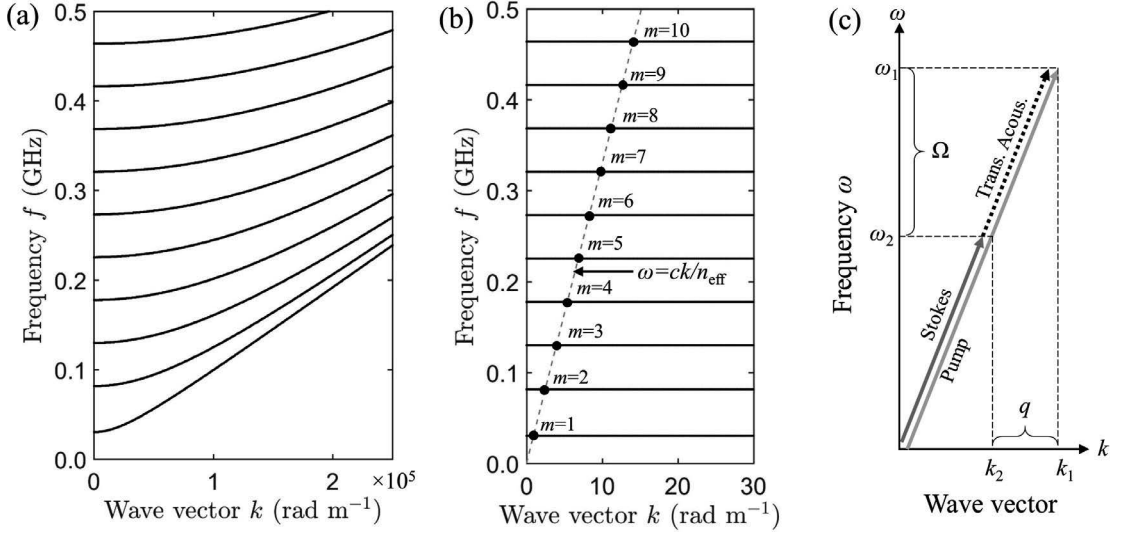 (a)
0.5
0.4
0.3
0.2
0.1
0.0
Frequency f (GHz)
0
1
2
×10⁵
Wave vector k (rad m⁻¹)
(b)
0.5
0.4
0.3
0.2
0.1
0.0
Frequency f (GHz)
m=10
m=9
m=8
m=7
m=6
m=5
ω=ck/n_eff
m=4
m=3
m=2
m=1
0
10
20
30
Wave vector k (rad m⁻¹)
(c)
ω
ω₁
Ω
ω₂
Trans. Acous.
Stokes
Pump
Frequency ω
q
k₂
k₁
k
Wave vector